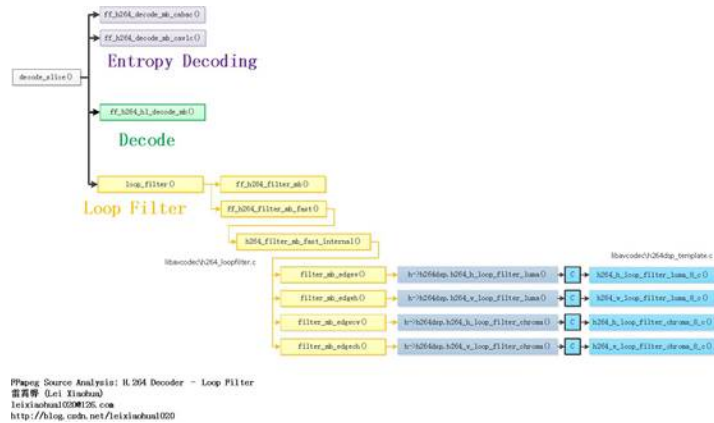 ff_h264_decode_mb_cabac()
ff_h264_decode_mb_cavlc()
Entropy Decoding
decode_slice()
ff_h264_hl_decode_mb()
Decode
loop_filter()
ff_h264_filter_mb()
Loop Filter
ff_h264_filter_mb_fast()
h264_filter_mb_fast_internal()
libavcodec\h264_loopfilter.c
libavcodec\h264dsp_template.c
filter_mb_edgev()
h->h264dsp.h264_h_loop_filter_luma()
C
h264_h_loop_filter_luma_8_c()
filter_mb_edgeh()
h->h264dsp.h264_v_loop_filter_luma()
C
h264_v_loop_filter_luma_8_c()
filter_mb_edgecv()
h->h264dsp.h264_h_loop_filter_chroma()
C
h264_h_loop_filter_chroma_8_c()
filter_mb_edgech()
h->h264dsp.h264_v_loop_filter_chroma()
C
h264_v_loop_filter_chroma_8_c()
FFmpeg Source Analysis: H.264 Decoder - Loop Filter
雷霄骅 (Lei Xiaohua)
leixiaohua1020@126.com
http://blog.csdn.net/leixiaohua1020